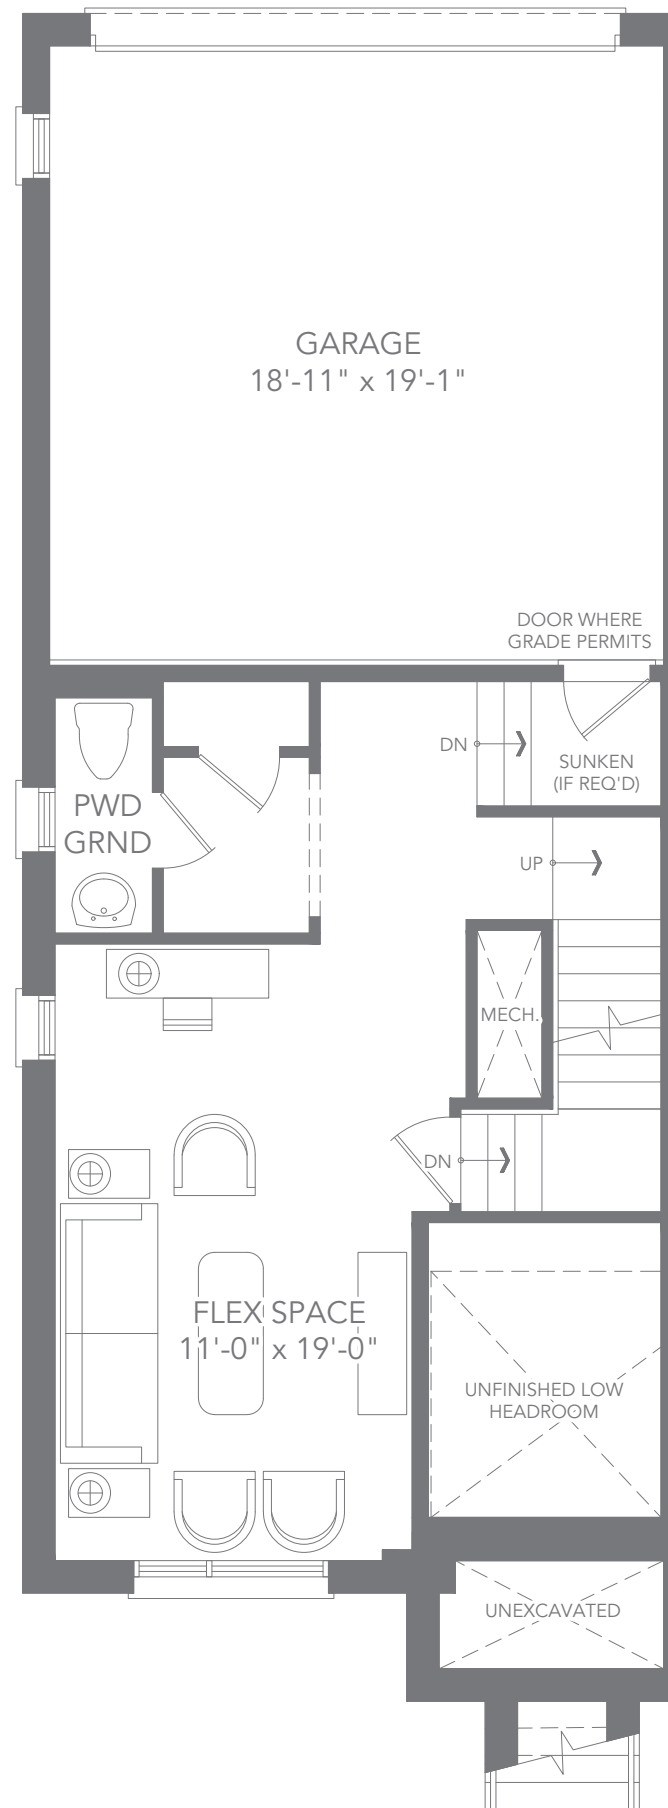 GARAGE
18'-11" x 19'-1"
DOOR WHERE
GRADE PERMITS
DN
SUNKEN
(IF REQ'D)
PWD
GRND
UP
MECH.
DN
FLEX SPACE
11'-0" x 19'-0"
UNFINISHED LOW
HEADROOM
UNEXCAVATED